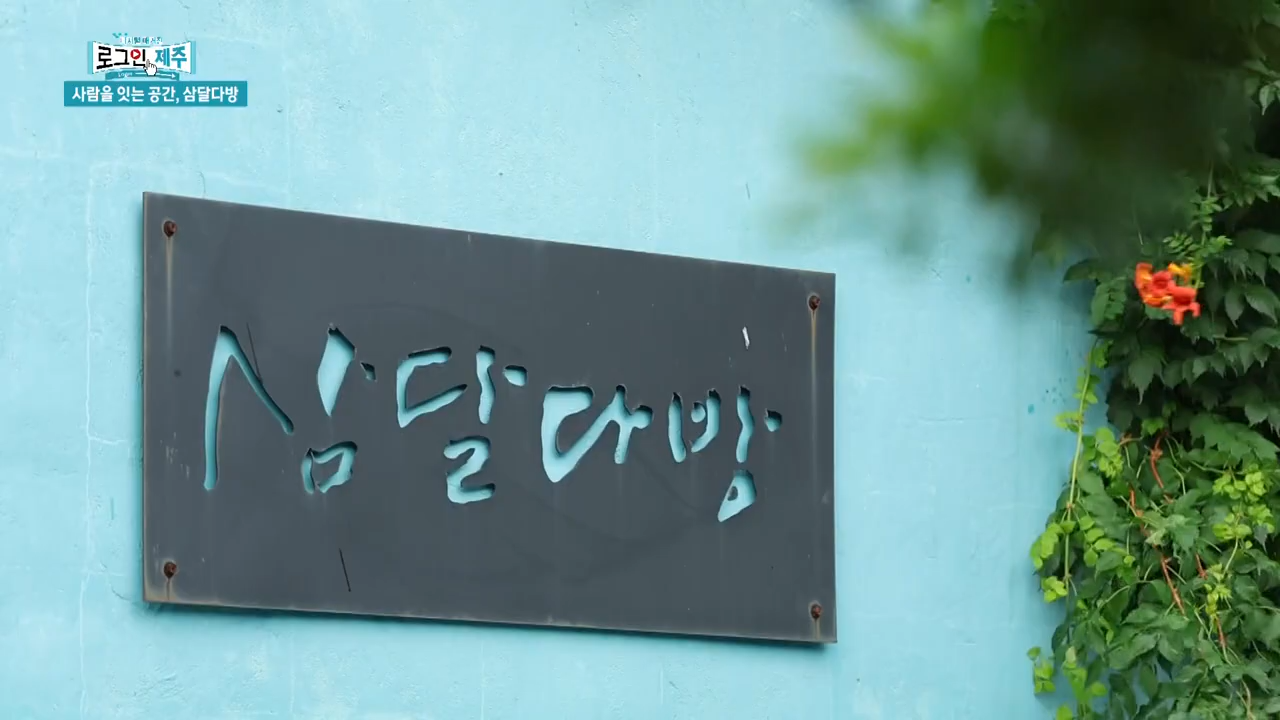 로그인 제주
사람을 잇는 공간, 삼달다방
삼달다방